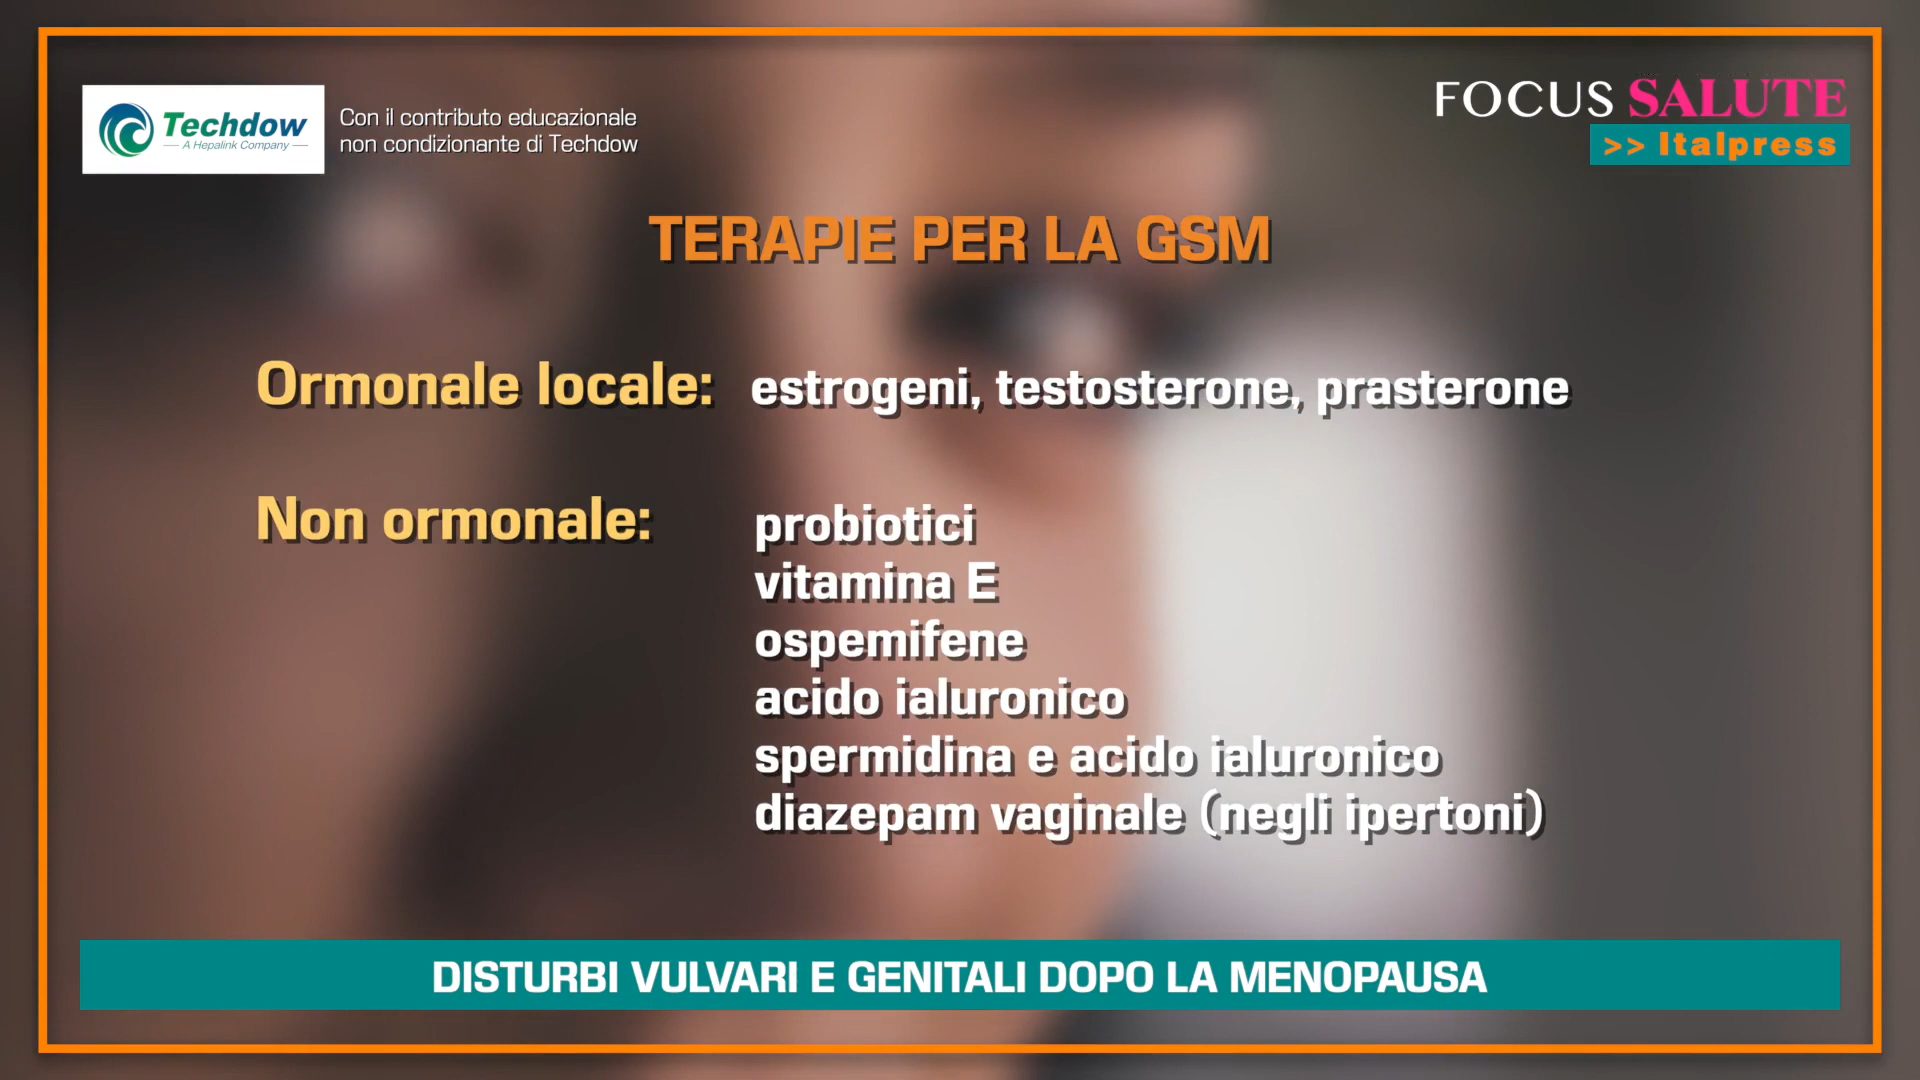 Techdow
A Hepalink Company
Con il contributo educazionale
non condizionante di Techdow
FOCUS SALUTE
>> Italpress
TERAPIE PER LA GSM
Ormonale locale: estrogeni, testosterone, prasterone
Non ormonale: probiotici
vitamina E
ospemifene
acido ialuronico
spermidina e acido ialuronico
diazepam vaginale (negli ipertoni)
DISTURBI VULVARI E GENITALI DOPO LA MENOPAUSA